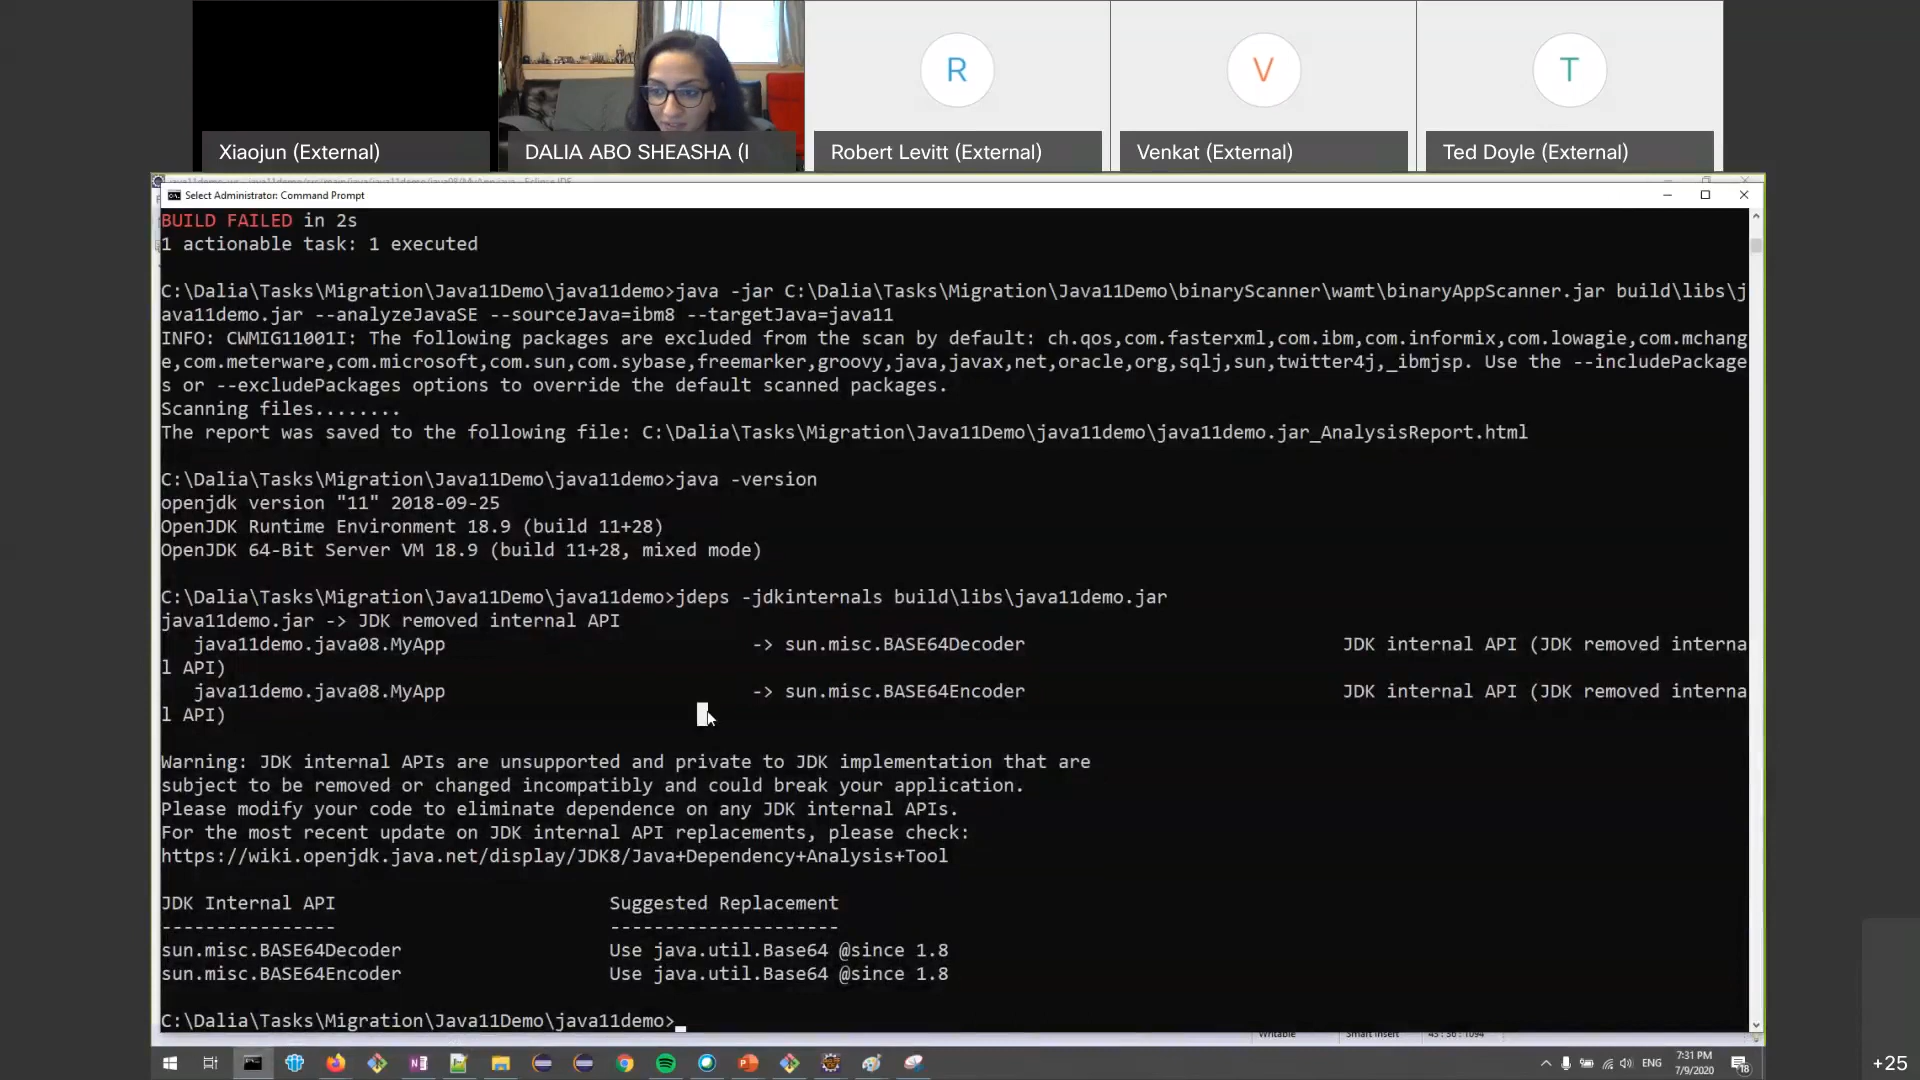 R
V
T
Xiaojun (External)
DALIA ABO SHEASHA (I
Robert Levitt (External)
Venkat (External)
Ted Doyle (External)
Select Administrator: Command Prompt
BUILD FAILED in 2s
1 actionable task: 1 executed
C:\Dalia\Tasks\Migration\Java11Demo\java11demo>java -jar C:\Dalia\Tasks\Migration\Java11Demo\binaryScanner\wamt\binaryAppScanner.jar build\libs\j
ava11demo.jar --analyzeJavaSE --sourceJava=ibm8 --targetJava=java11
INFO: CWMIG11001I: The following packages are excluded from the scan by default: ch.qos,com.fasterxml,com.ibm,com.informix,com.lowagie,com.mchang
e,com.meterware,com.microsoft,com.sun,com.sybase,freemarker,groovy,java,javax,net,oracle,org,sqlj,sun,twitter4j,_ibmjsp. Use the --includePackage
s or --excludePackages options to override the default scanned packages.
Scanning files........
The report was saved to the following file: C:\Dalia\Tasks\Migration\Java11Demo\java11demo\java11demo.jar_AnalysisReport.html
C:\Dalia\Tasks\Migration\Java11Demo\java11demo>java -version
openjdk version "11" 2018-09-25
OpenJDK Runtime Environment 18.9 (build 11+28)
OpenJDK 64-Bit Server VM 18.9 (build 11+28, mixed mode)
C:\Dalia\Tasks\Migration\Java11Demo\java11demo>jdeps -jdkinternals build\libs\java11demo.jar
java11demo.jar -> JDK removed internal API
java11demo.java08.MyApp -> sun.misc.BASE64Decoder JDK internal API (JDK removed interna
l API)
java11demo.java08.MyApp -> sun.misc.BASE64Encoder JDK internal API (JDK removed interna
l API)
Warning: JDK internal APIs are unsupported and private to JDK implementation that are
subject to be removed or changed incompatibly and could break your application.
Please modify your code to eliminate dependence on any JDK internal APIs.
For the most recent update on JDK internal API replacements, please check:
https://wiki.openjdk.java.net/display/JDK8/Java+Dependency+Analysis+Tool
JDK Internal API Suggested Replacement
---------------- ---------------------
sun.misc.BASE64Decoder Use java.util.Base64 @since 1.8
sun.misc.BASE64Encoder Use java.util.Base64 @since 1.8
C:\Dalia\Tasks\Migration\Java11Demo\java11demo>
Writable Smart Insert
ENG
7:31 PM
7/9/2020
18
+25